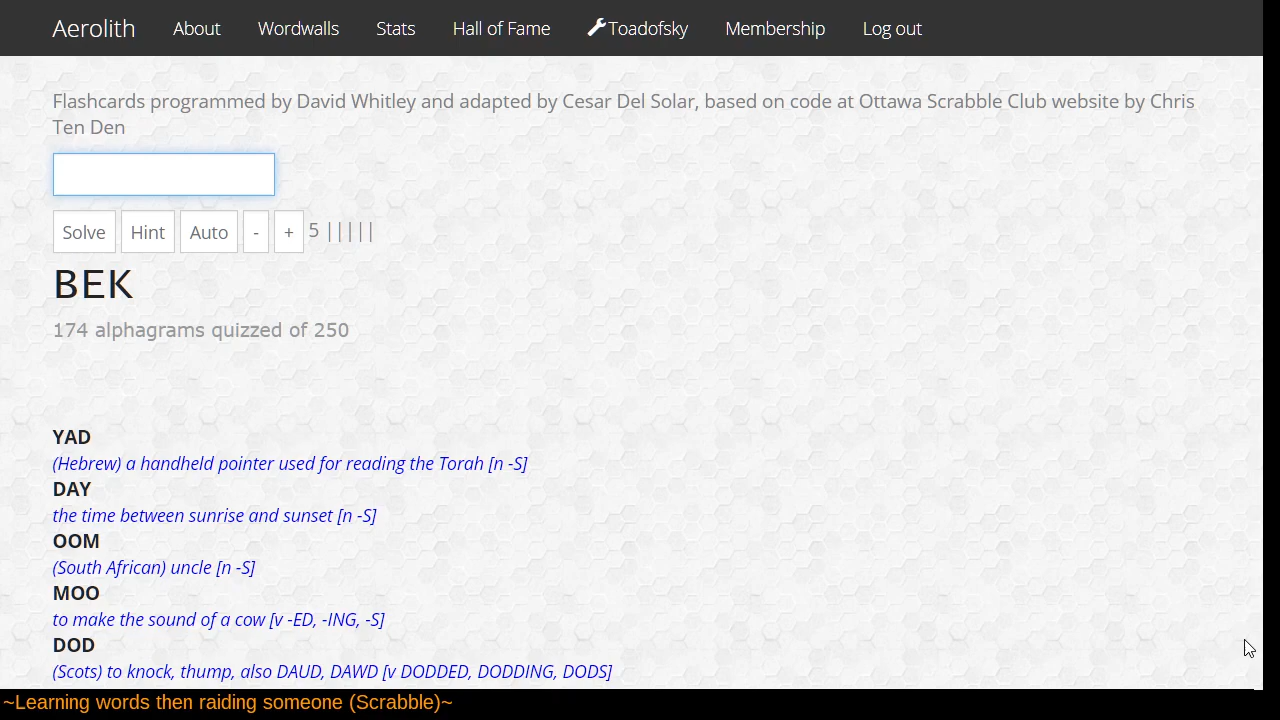 Aerolith About Wordwalls Stats Hall of Fame Toadofsky Membership Log out
Flashcards programmed by David Whitley and adapted by Cesar Del Solar, based on code at Ottawa Scrabble Club website by Chris
Ten Den
Solve Hint Auto - + 5 |||||
BEK
174 alphagrams quizzed of 250
YAD
(Hebrew) a handheld pointer used for reading the Torah [n -S]
DAY
the time between sunrise and sunset [n -S]
OOM
(South African) uncle [n -S]
MOO
to make the sound of a cow [v -ED, -ING, -S]
DOD
(Scots) to knock, thump, also DAUD, DAWD [v DODDED, DODDING, DODS]
~Learning words then raiding someone (Scrabble)~